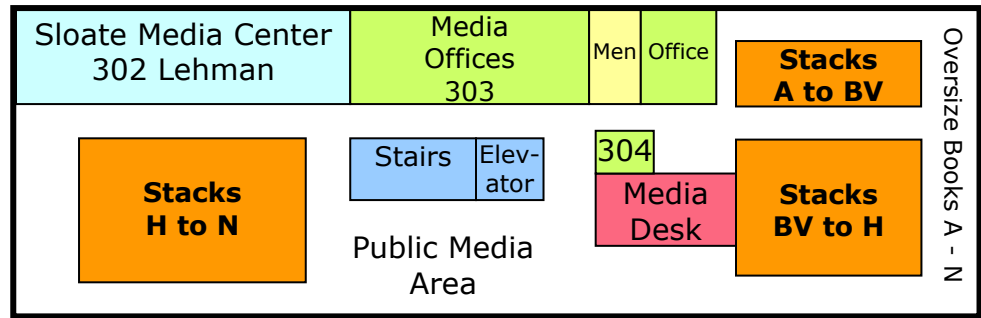 Sloate Media Center
302 Lehman
Media
Offices
303
Men
Office
Stacks
A to BV
Oversize Books A - N
Stacks
H to N
Stairs
Elev-
ator
304
Media
Desk
Stacks
BV to H
Public Media
Area